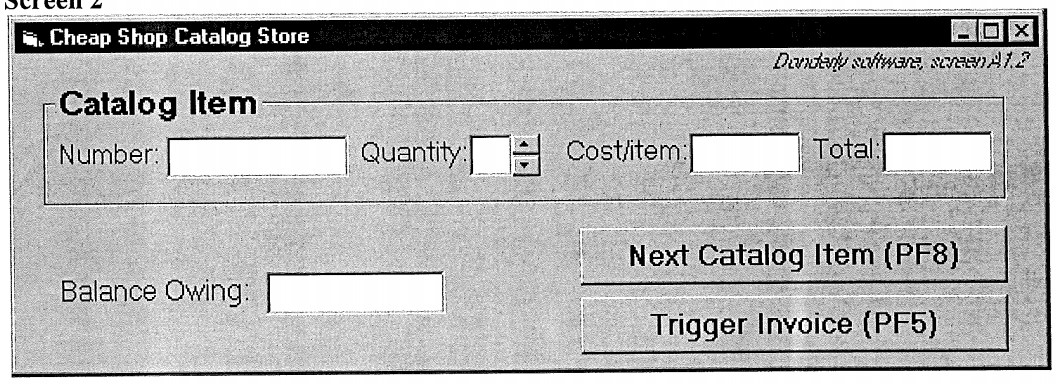 Screen 2
Cheap Shop Catalog Store
Danderly software, screen A1.2
Catalog Item
Number: Quantity: Cost/item: Total:
Next Catalog Item (PF8)
Balance Owing:
Trigger Invoice (PF5)